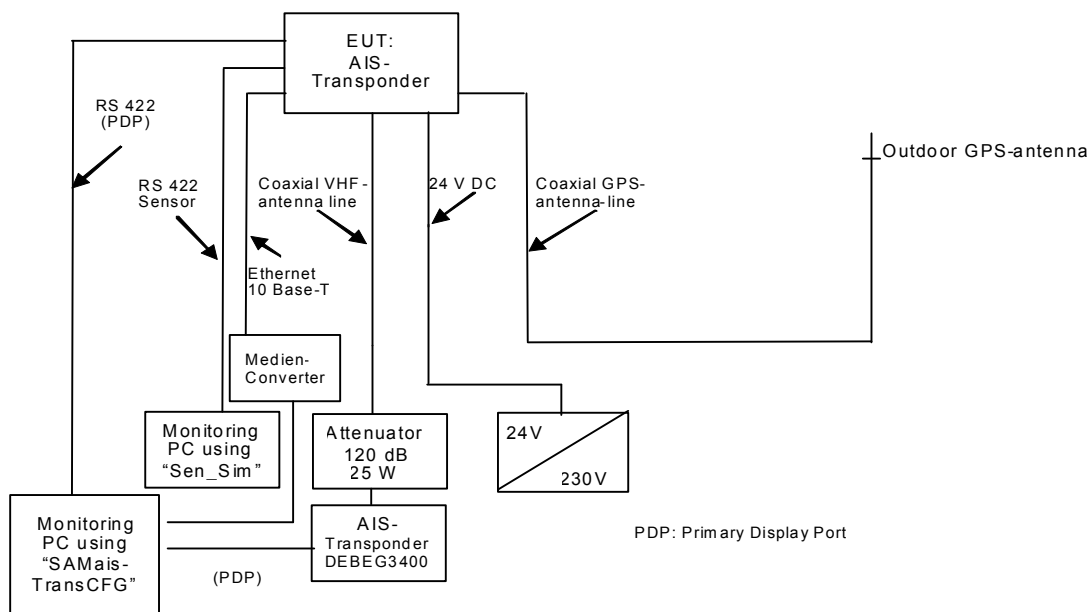 EUT:
AIS-
Transponder
RS 422
(PDP)
RS 422
Sensor
Coaxial VHF-
antenna line
24 V DC
Coaxial GPS-
antenna-line
Outdoor GPS-antenna
Ethernet
10 Base-T
Medien-
Converter
Monitoring
PC using
“Sen_Sim”
Attenuator
120 dB
25 W
24V
230V
Monitoring
PC using
“SAMais-
TransCFG”
(PDP)
AIS-
Transponder
DEBEG3400
PDP: Primary Display Port